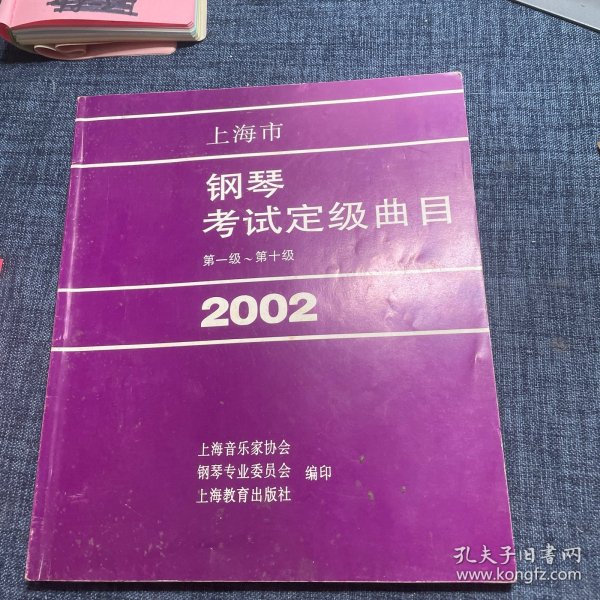 上海市
钢琴
考试定级曲目
第一级~第十级
2002
上海音乐家协会
钢琴专业委员会 编印
上海教育出版社
孔夫子旧书网
www.kongfz.com